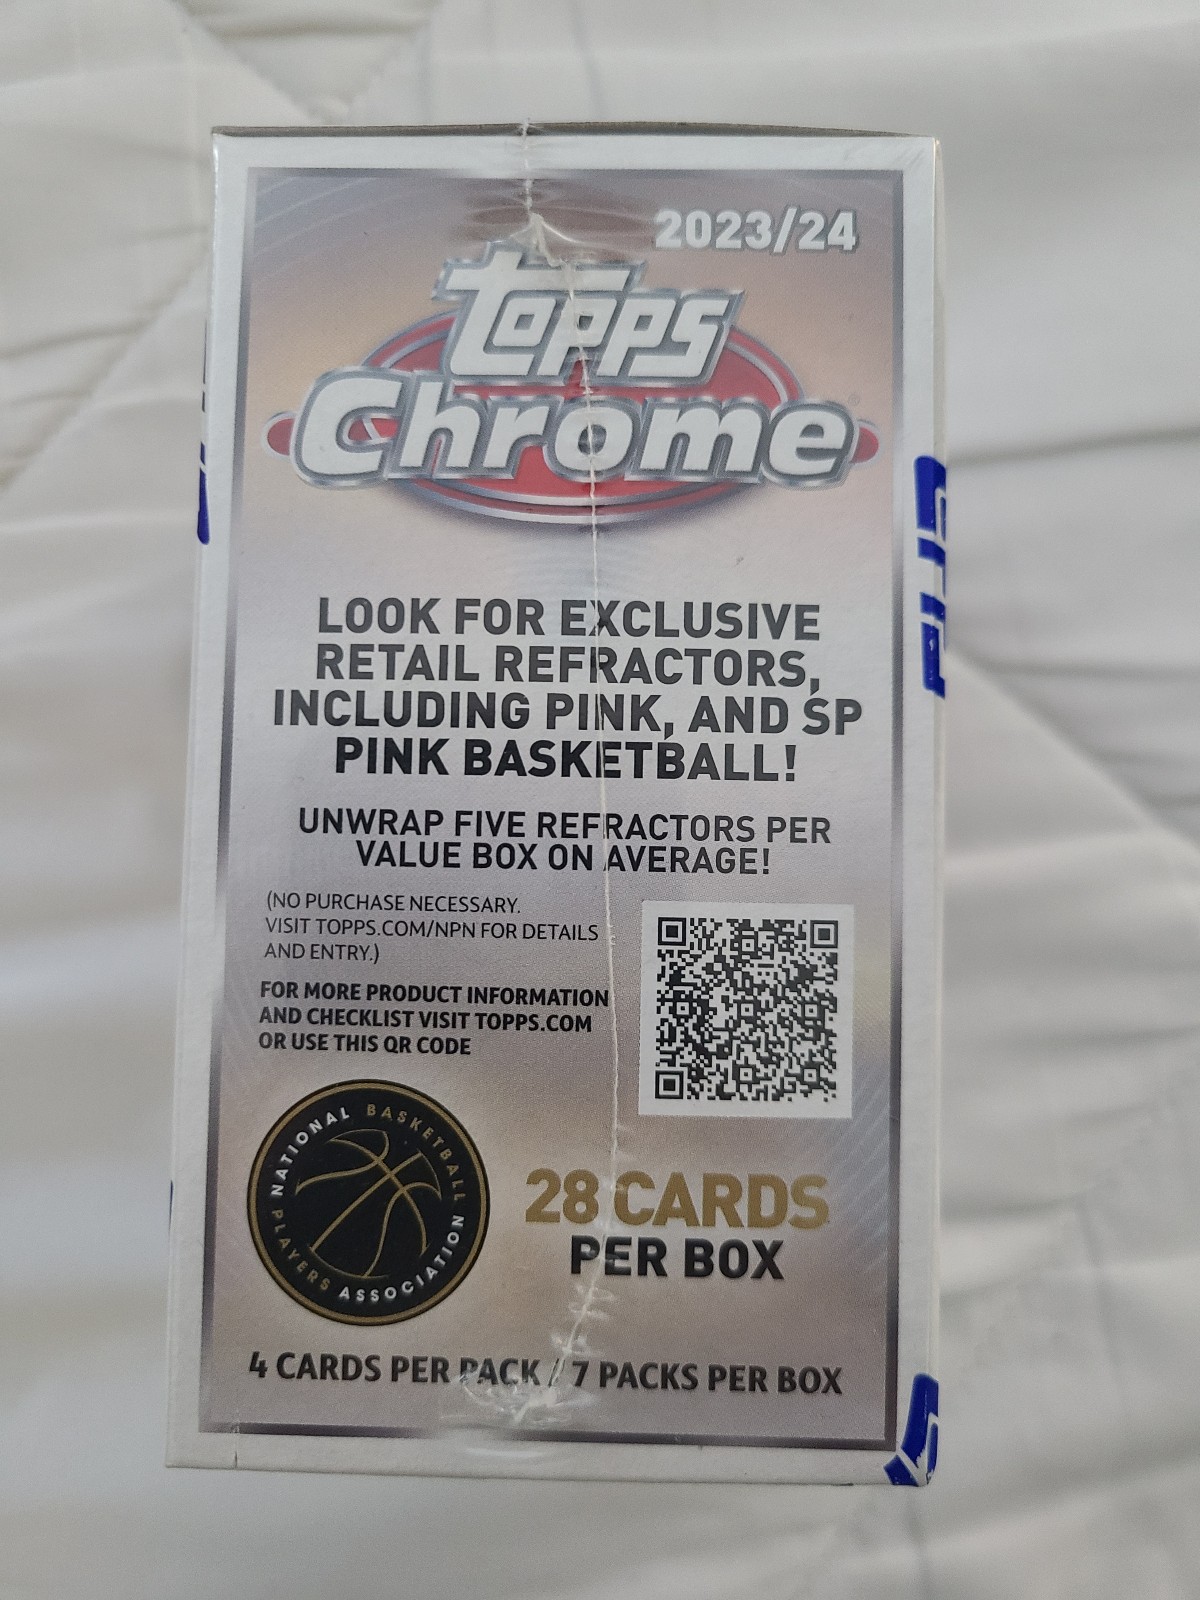 2023/24
topps
Chrome
LOOK FOR EXCLUSIVE
RETAIL REFRACTORS,
INCLUDING PINK, AND SP
PINK BASKETBALL!
UNWRAP FIVE REFRACTORS PER
VALUE BOX ON AVERAGE!
(NO PURCHASE NECESSARY.
VISIT TOPPS.COM/NPN FOR DETAILS
AND ENTRY.)
FOR MORE PRODUCT INFORMATION
AND CHECKLIST VISIT TOPPS.COM
OR USE THIS QR CODE
NATIONAL BASKETBALL
PLAYERS ASSOCIATION
28 CARDS
PER BOX
4 CARDS PER PACK / 7 PACKS PER BOX